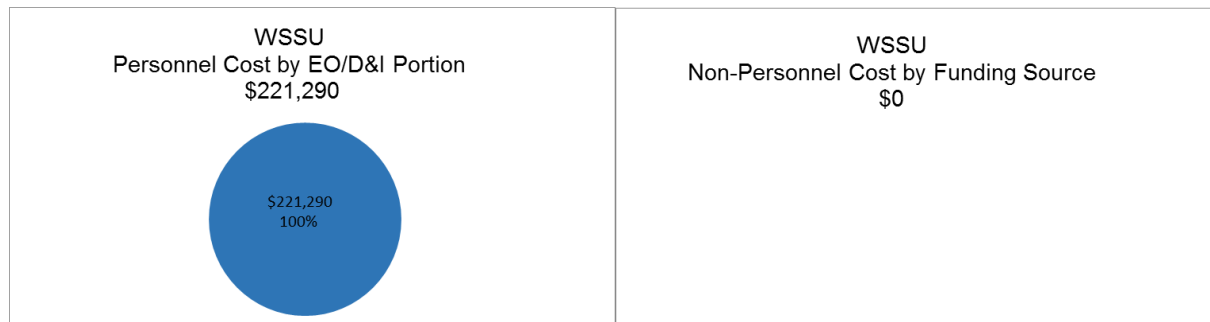 WSSU
Personnel Cost by EO/D&I Portion
$221,290
$221,290
100%
WSSU
Non-Personnel Cost by Funding Source
$0